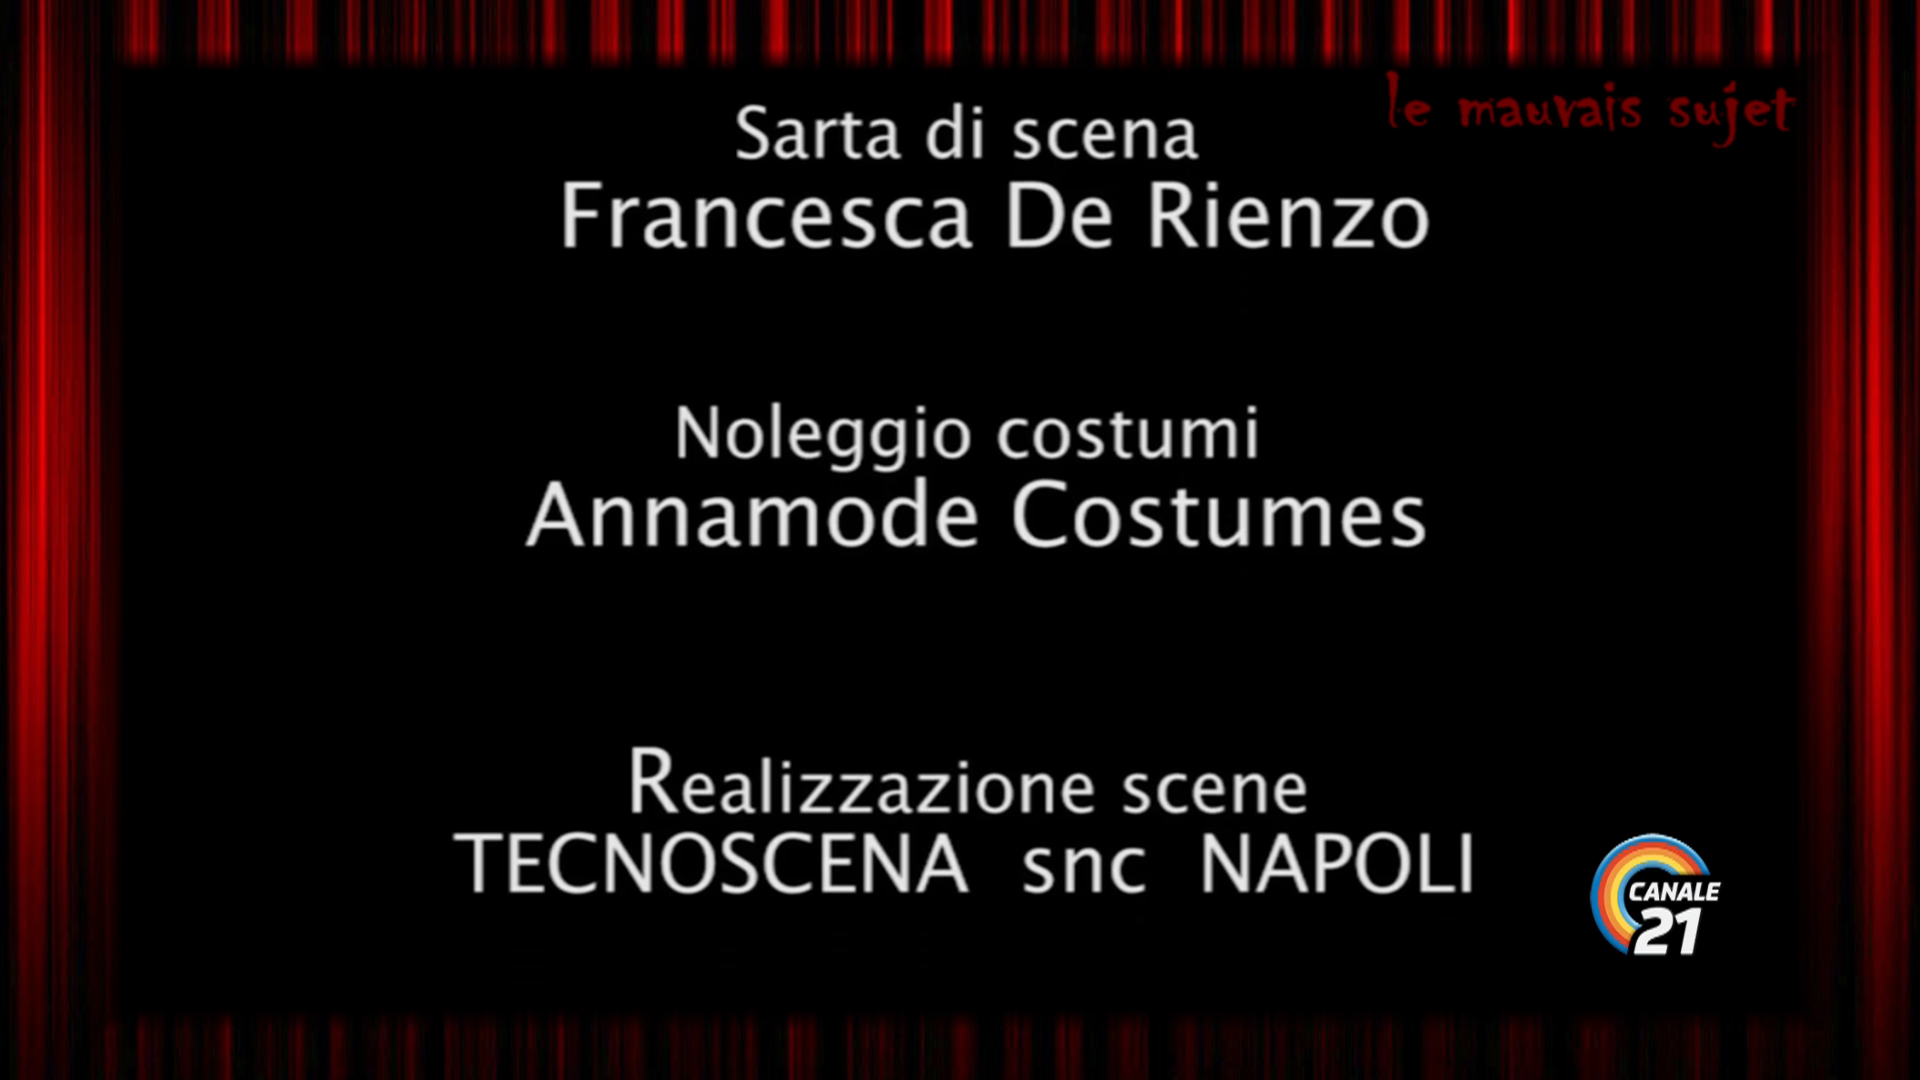 le mauvais sujet
Sarta di scena
Francesca De Rienzo
Noleggio costumi
Annamode Costumes
Realizzazione scene
TECNOSCENA snc NAPOLI
CANALE
21